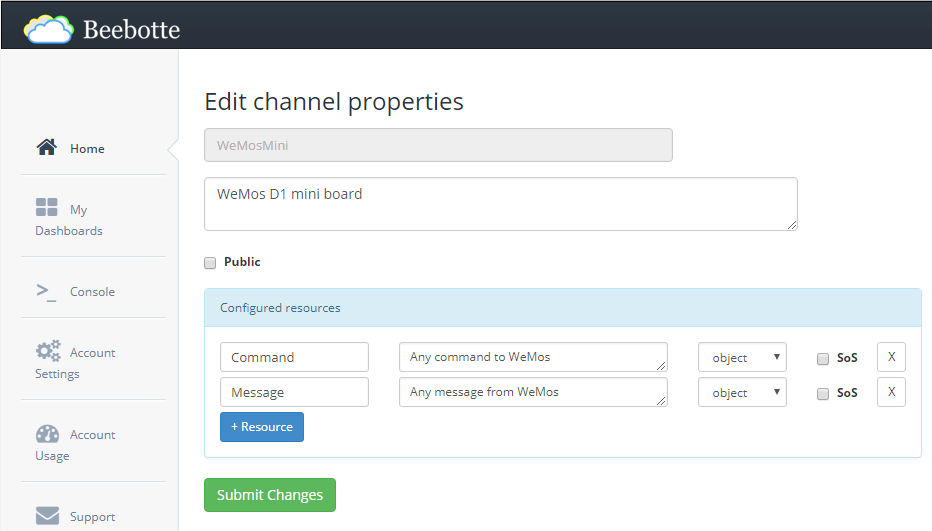 Beebotte
Home
My
Dashboards
Console
Account
Settings
Account
Usage
Support
Edit channel properties
WeMosMini
WeMos D1 mini board
Public
Configured resources
Command Any command to WeMos object SoS X
Message Any message from WeMos object SoS X
+ Resource
Submit Changes